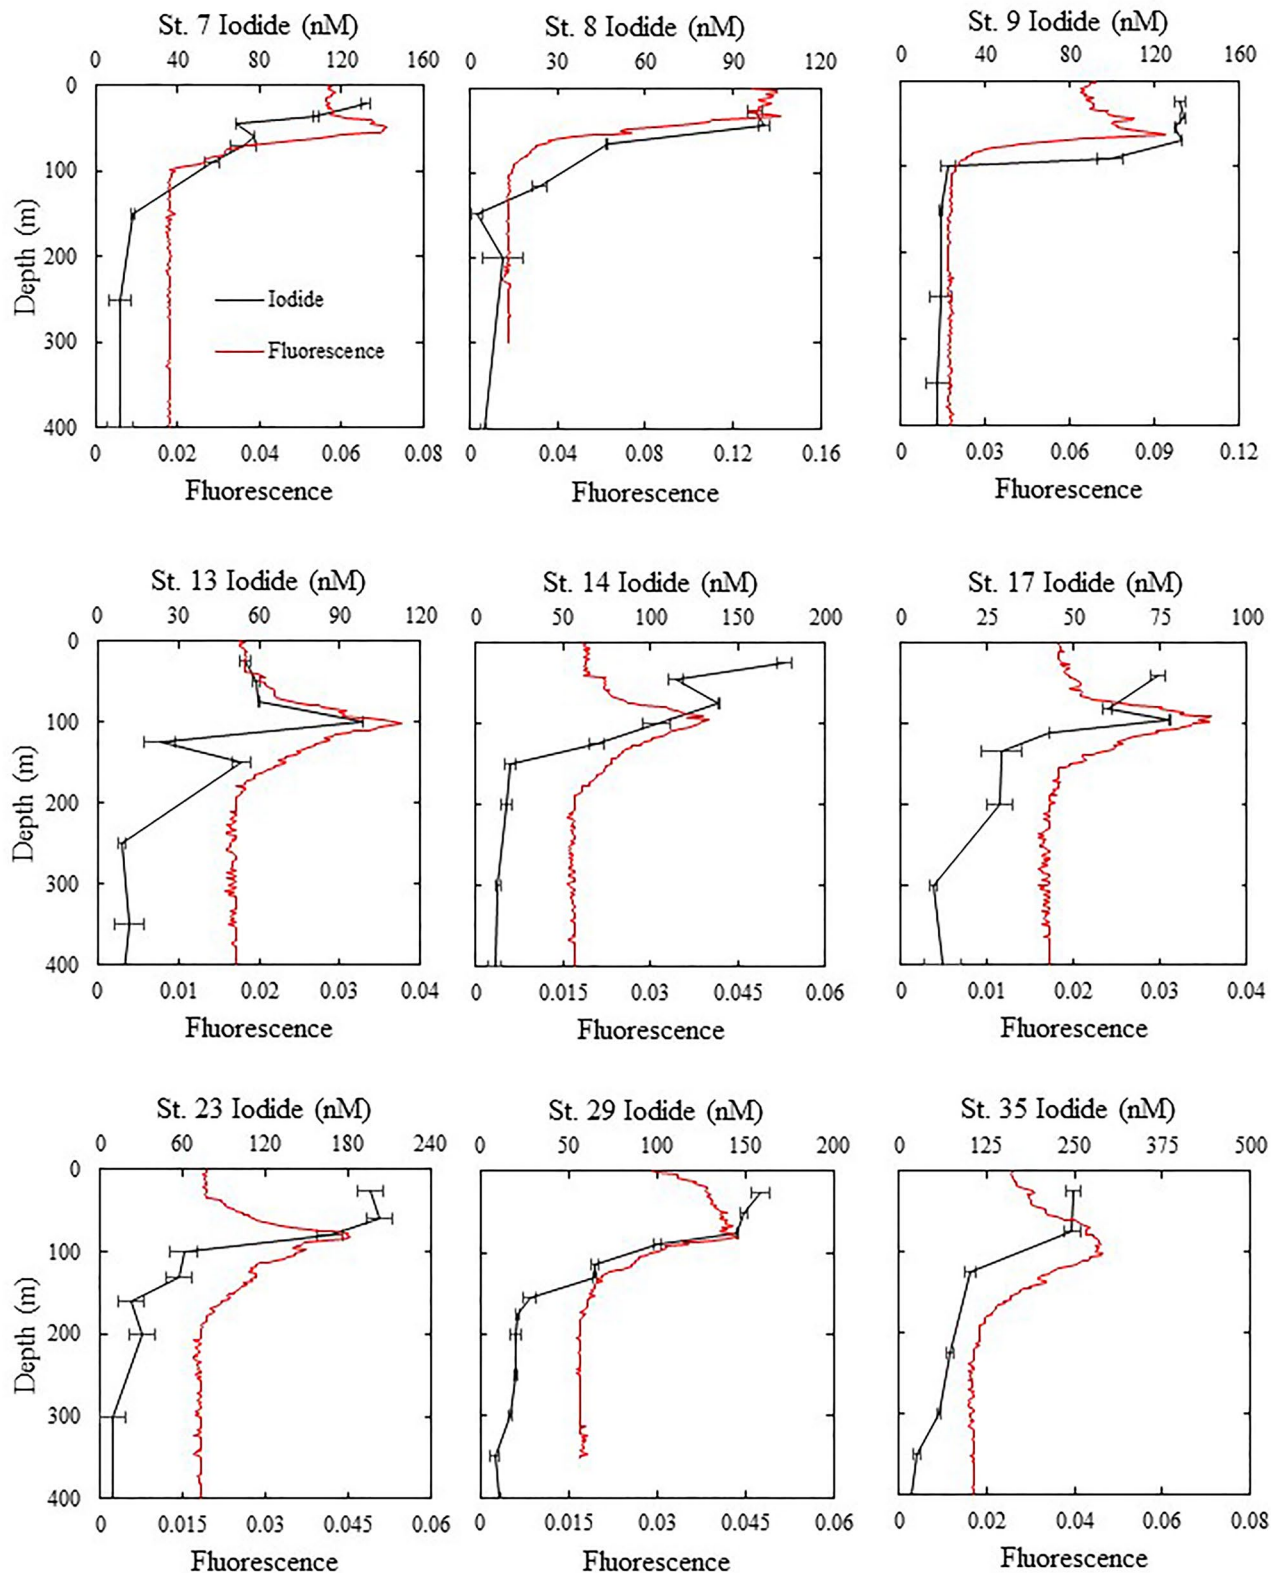 St. 7 Iodide (nM)
0 40 80 120 160
St. 8 Iodide (nM)
0 30 60 90 120
St. 9 Iodide (nM)
0 40 80 120 160
Depth (m)
0
100
200
300
400
Iodide
Fluorescence
0 0.02 0.04 0.06 0.08
Fluorescence
0 0.04 0.08 0.12 0.16
Fluorescence
0 0.03 0.06 0.09 0.12
Fluorescence
St. 13 Iodide (nM)
0 30 60 90 120
St. 14 Iodide (nM)
0 50 100 150 200
St. 17 Iodide (nM)
0 25 50 75 100
Depth (m)
0
100
200
300
400
0 0.01 0.02 0.03 0.04
Fluorescence
0 0.015 0.03 0.045 0.06
Fluorescence
0 0.01 0.02 0.03 0.04
Fluorescence
St. 23 Iodide (nM)
0 60 120 180 240
St. 29 Iodide (nM)
0 50 100 150 200
St. 35 Iodide (nM)
0 125 250 375 500
Depth (m)
0
100
200
300
400
0 0.015 0.03 0.045 0.06
Fluorescence
0 0.015 0.03 0.045 0.06
Fluorescence
0 0.02 0.04 0.06 0.08
Fluorescence